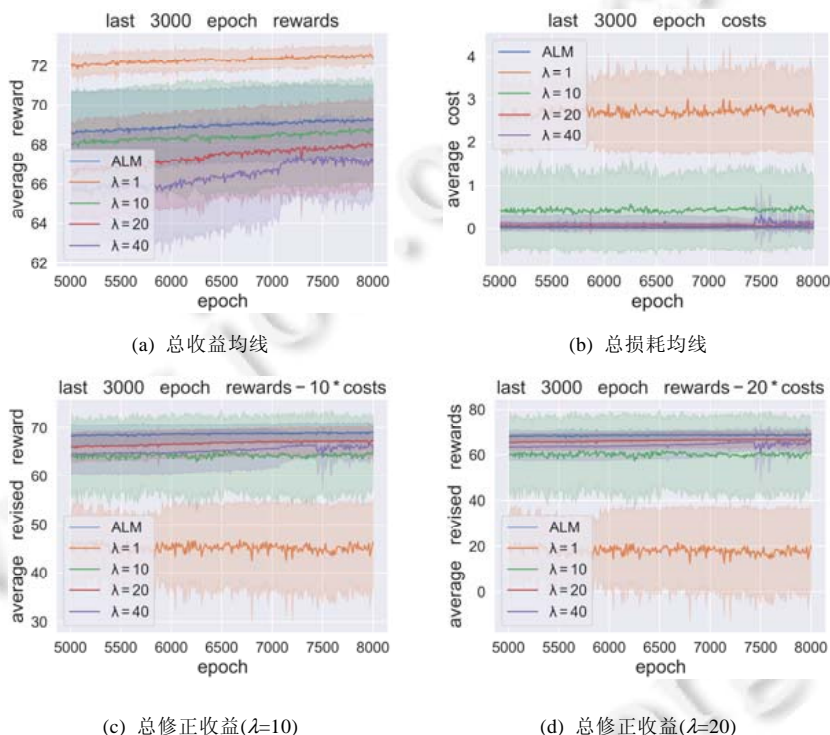 last 3000 epoch rewards
average reward
72
70
68
66
64
62
ALM
λ=1
λ=10
λ=20
λ=40
5000 5500 6000 6500 7000 7500 8000
epoch
(a) 总收益均线
last 3000 epoch costs
average cost
4
3
2
1
0
ALM
λ=1
λ=10
λ=20
λ=40
5000 5500 6000 6500 7000 7500 8000
epoch
(b) 总损耗均线
last 3000 epoch rewards−10*costs
average revised rewards
70
60
50
40
30
ALM
λ=1
λ=10
λ=20
λ=40
5000 5500 6000 6500 7000 7500 8000
epoch
(c) 总修正收益(λ=10)
last 3000 epoch rewards−20*costs
average revised rewards
80
60
40
20
0
ALM
λ=1
λ=10
λ=20
λ=40
5000 5500 6000 6500 7000 7500 8000
epoch
(d) 总修正收益(λ=20)